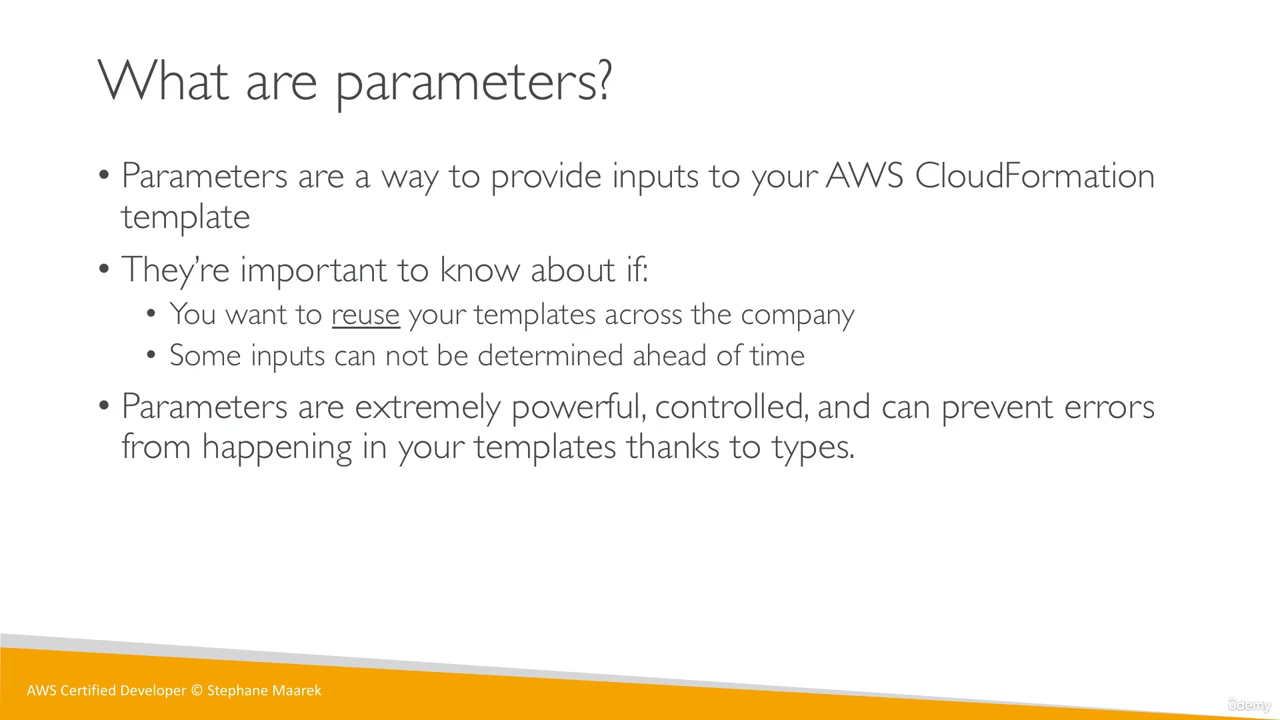 What are parameters?
• Parameters are a way to provide inputs to your AWS CloudFormation
template
• They're important to know about if:
• You want to reuse your templates across the company
• Some inputs can not be determined ahead of time
• Parameters are extremely powerful, controlled, and can prevent errors
from happening in your templates thanks to types.
AWS Certified Developer © Stephane Maarek
ûdemy